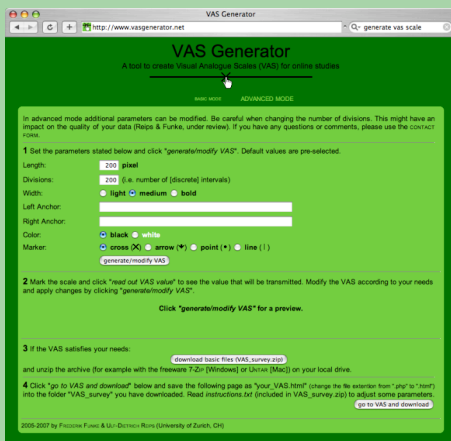 VAS Generator
http://www.vasgenerator.net
generate vas scale
VAS Generator
A tool to create Visual Analogue Scales (VAS) for online studies
BASIC MODE ADVANCED MODE
In advanced mode additional parameters can be modified. Be careful when changing the number of divisions. This might have an
impact on the quality of your data (Reips & Funke, under review). If you have any questions or comments, please use the CONTACT
FORM.
1 Set the parameters stated below and click "generate/modify VAS". Default values are pre-selected.
Length: 200 pixel
Divisions: 200 (i.e. number of [discrete] intervals)
Width: light medium bold
Left Anchor:
Right Anchor:
Color: black white
Marker: cross (X) arrow ( ) point (•) line (|)
generate/modify VAS
2 Mark the scale and click "read out VAS value" to see the value that will be transmitted. Modify the VAS according to your needs
and apply changes by clicking "generate/modify VAS".
Click "generate/modify VAS" for a preview.
3 If the VAS satisfies your needs:
download basic files (VAS_survey.zip)
and unzip the archive (for example with the freeware 7-ZIP [Windows] or UNTAR [Mac]) on your local drive.
4 Click "go to VAS and download" below and save the following page as "your_VAS.html" (change the file extention from ".php" to ".html")
into the folder "VAS_survey" you have downloaded. Read instructions.txt (included in VAS_survey.zip) to adjust some parameters.
go to VAS and download
2005-2007 by FREDERIK FUNKE & ULF-DIETRICH REIPS (University of Zurich, CH)